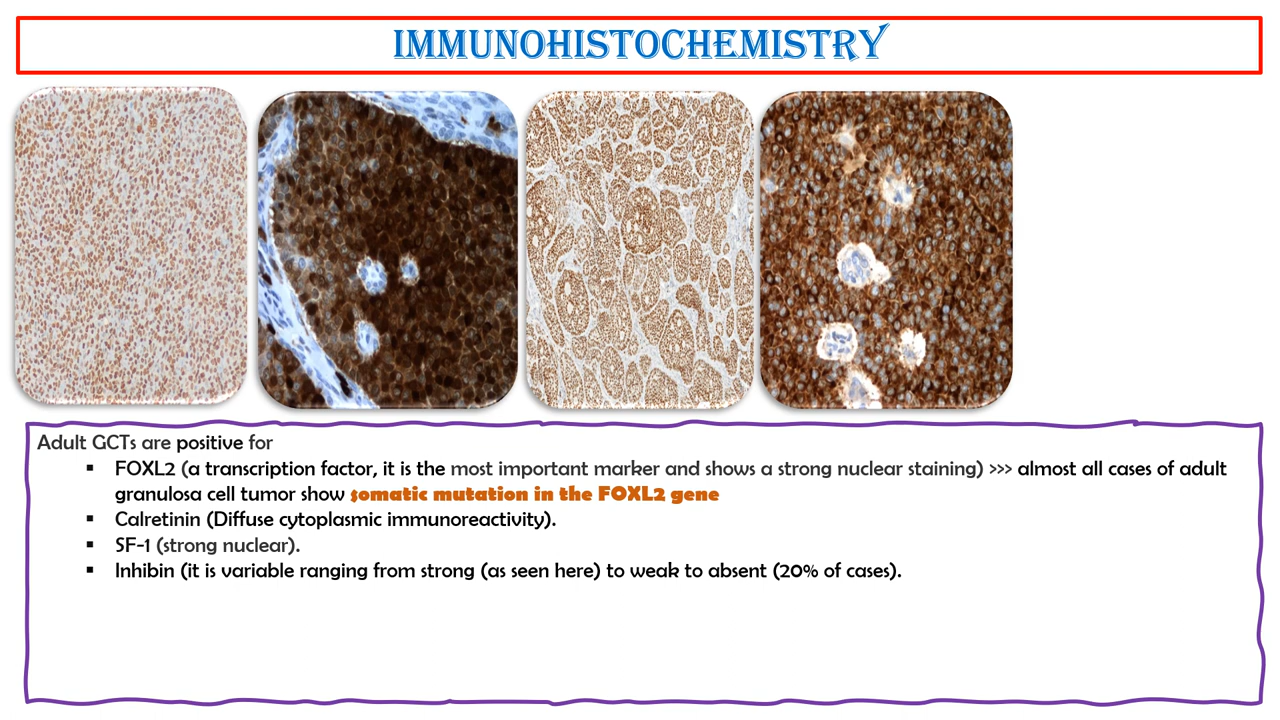 IMMUNOHISTOCHEMISTRY
Adult GCTs are positive for
▪ FOXL2 (a transcription factor, it is the most important marker and shows a strong nuclear staining) >>> almost all cases of adult
granulosa cell tumor show somatic mutation in the FOXL2 gene
▪ Calretinin (Diffuse cytoplasmic immunoreactivity).
▪ SF-1 (strong nuclear).
▪ Inhibin (it is variable ranging from strong (as seen here) to weak to absent (20% of cases).